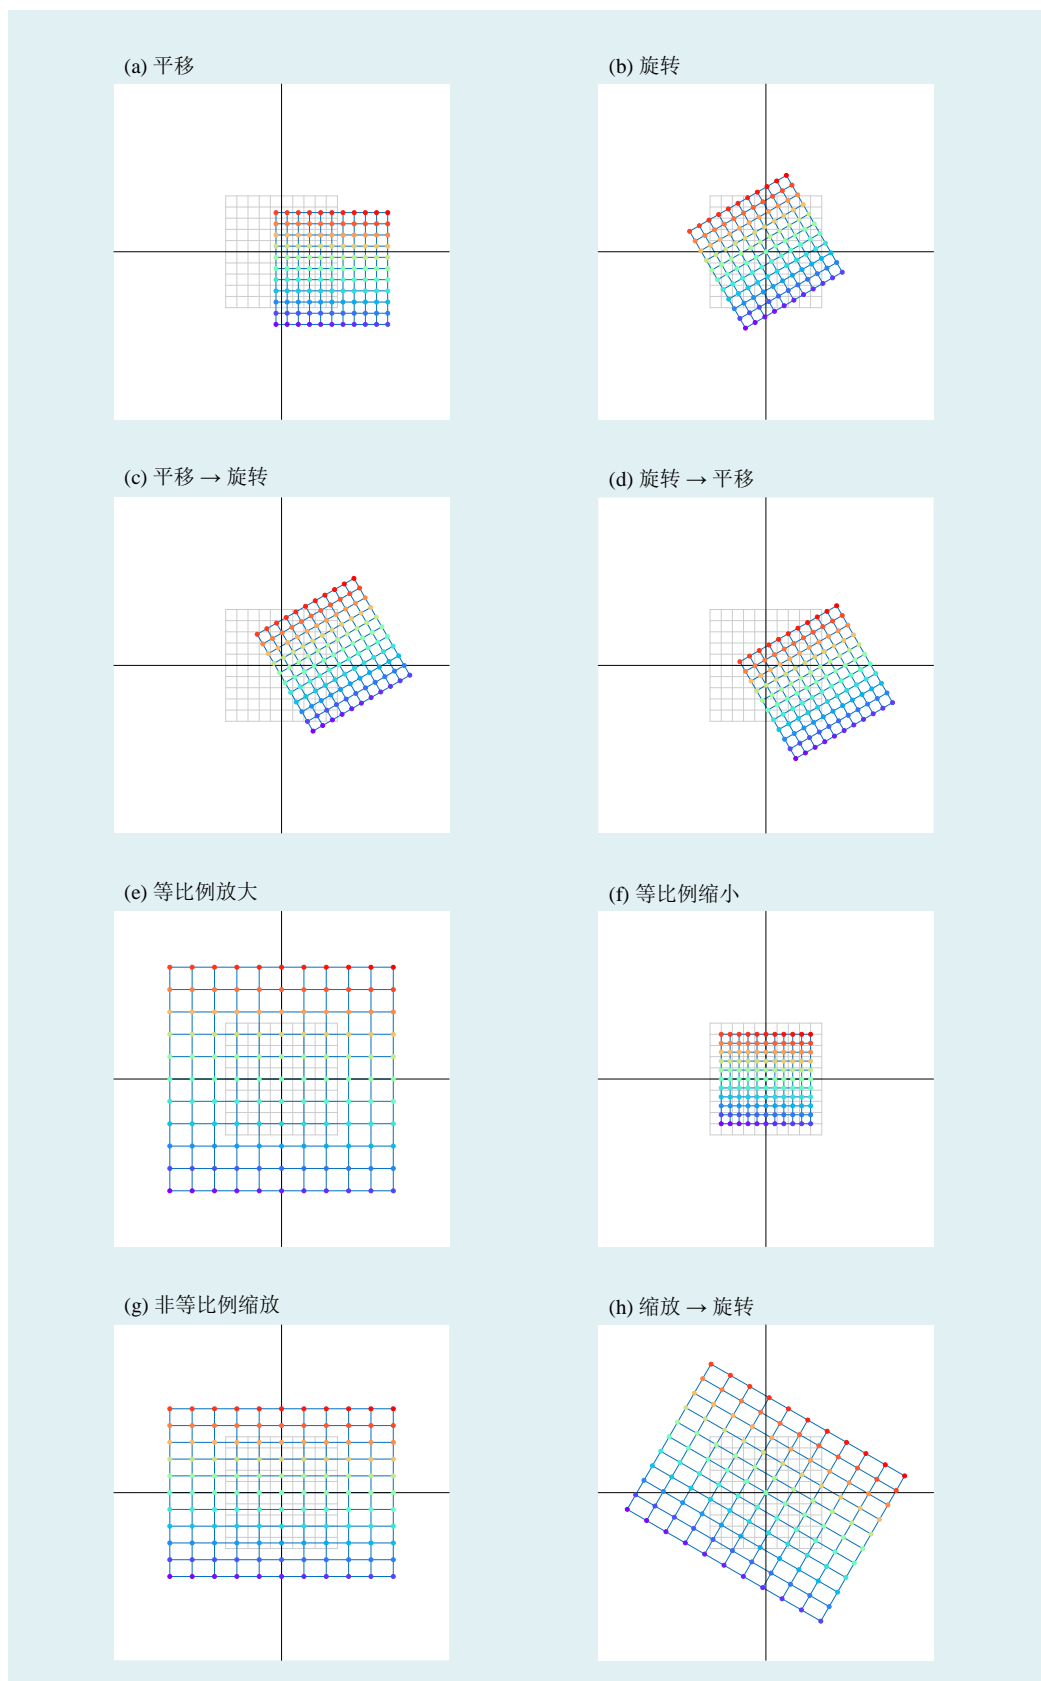 (a) 平移
(b) 旋转
(c) 平移 → 旋转
(d) 旋转 → 平移
(e) 等比例放大
(f) 等比例缩小
(g) 非等比例缩放
(h) 缩放 → 旋转